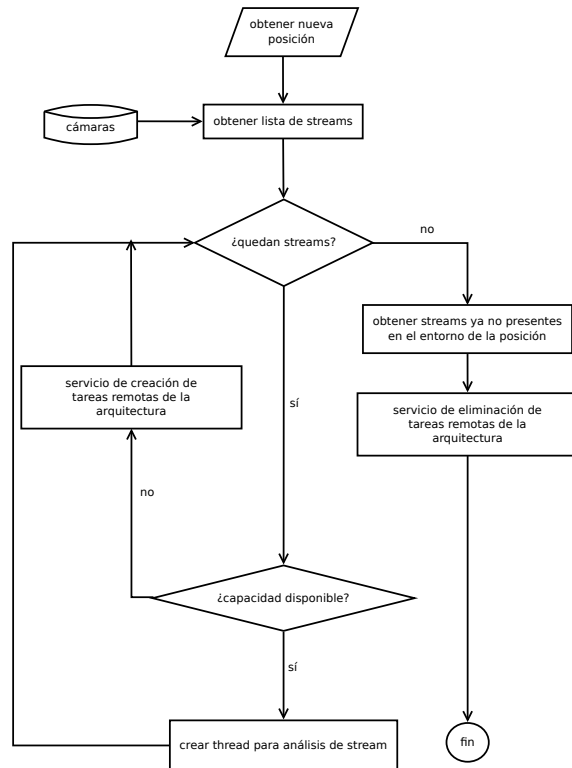 obtener nueva
posición
cámaras
obtener lista de streams
¿quedan streams?
no
obtener streams ya no presentes
en el entorno de la posición
servicio de creación de
tareas remotas de la
arquitectura
sí
servicio de eliminación de
tareas remotas de la
arquitectura
no
¿capacidad disponible?
sí
crear thread para análisis de stream
fin